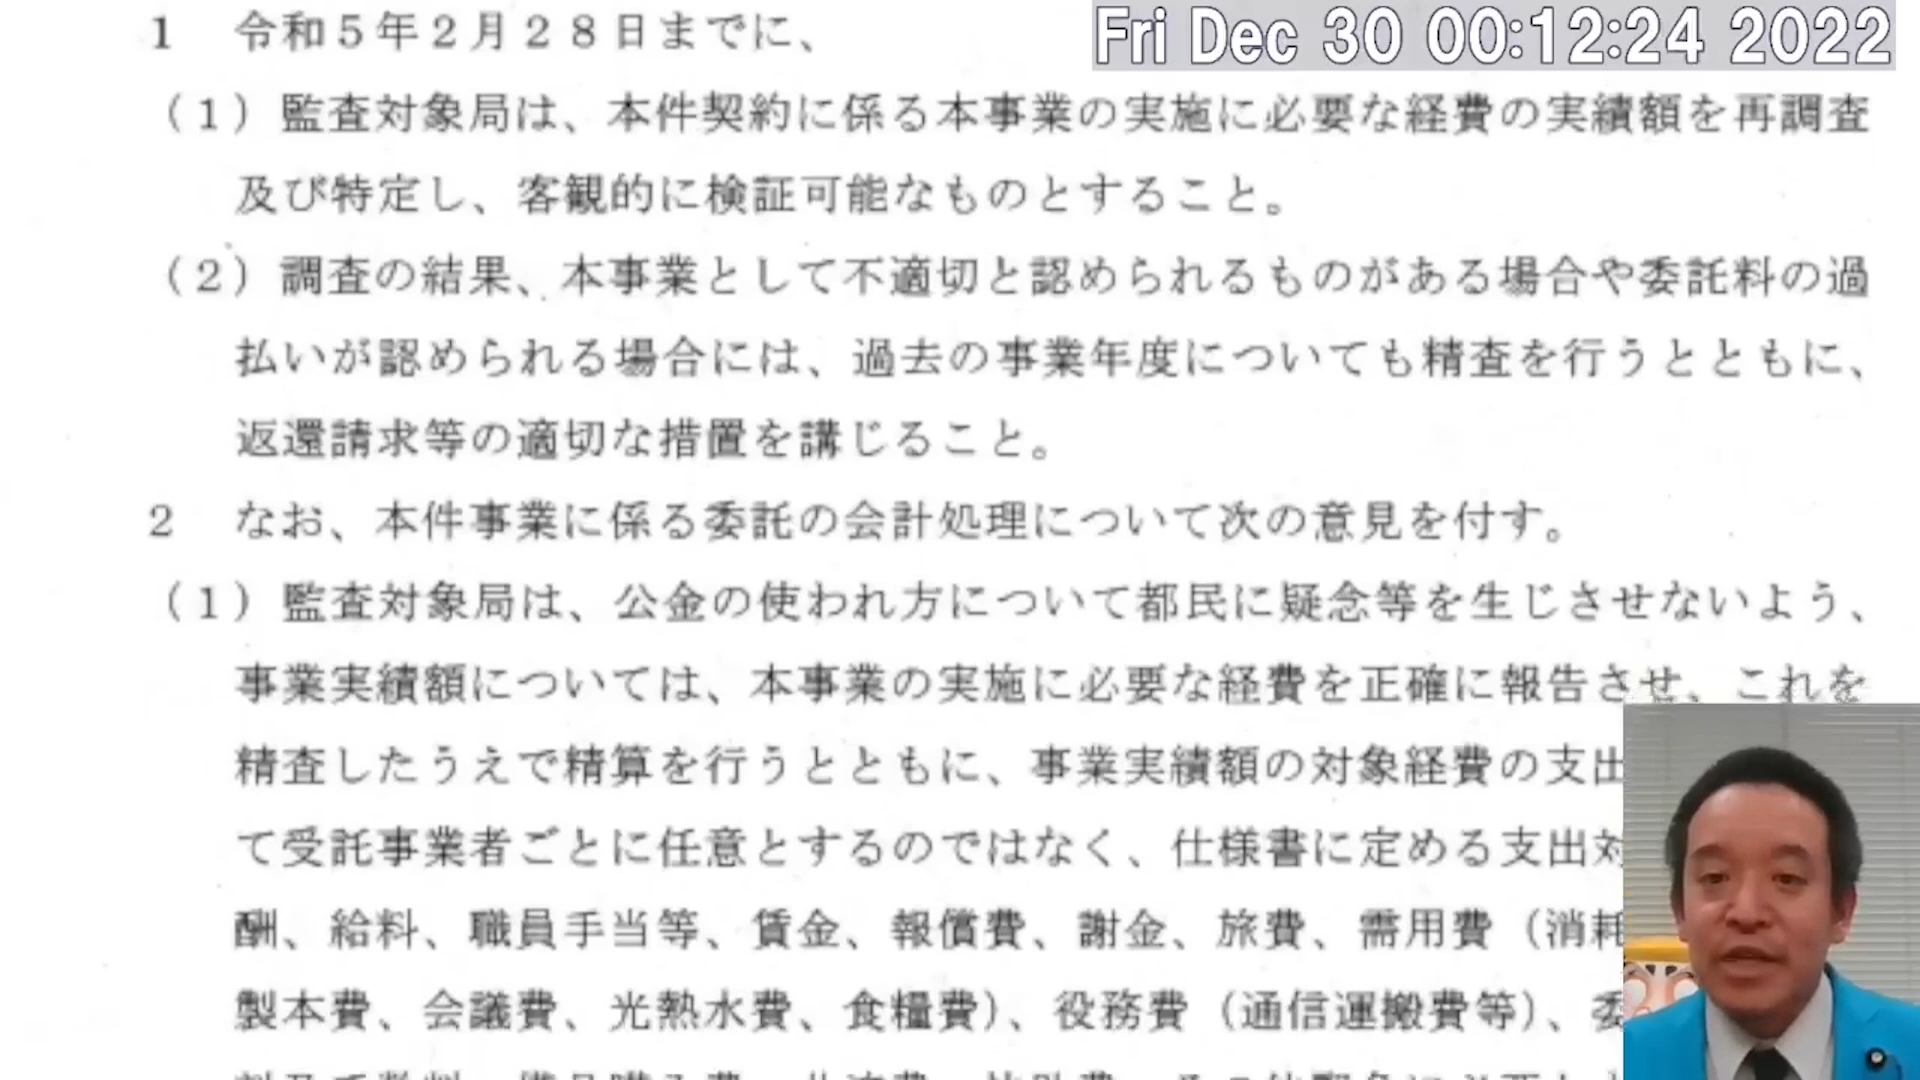 Fri Dec 30 00:12:24 2022
1 令和5年2月28日までに、
(1)監査対象局は、本件契約に係る本事業の実施に必要な経費の実績額を再調査
及び特定し、客観的に検証可能なものとすること。
(2)調査の結果、本事業として不適切と認められるものがある場合や委託料の過
払いが認められる場合には、過去の事業年度についても精査を行うとともに、
返還請求等の適切な措置を講じること。
2 なお、本件事業に係る委託の会計処理について次の意見を付す。
(1)監査対象局は、公金の使われ方について都民に疑念等を生じさせないよう、
事業実績額については、本事業の実施に必要な経費を正確に報告させ、これを
精査したうえで精算を行うとともに、事業実績額の対象経費の支出
て受託事業者ごとに任意とするのではなく、仕様書に定める支出対
酬、給料、職員手当等、賃金、報償費、謝金、旅費、需用費(消耗
製本費、会議費、光熱水費、食糧費)、役務費(通信運搬費等)、委